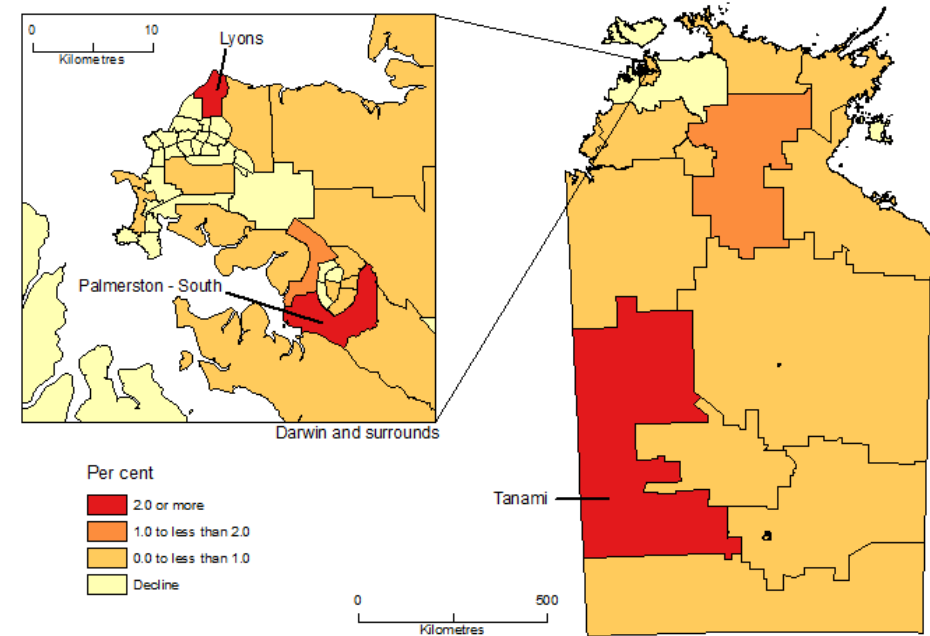 0 10
Kilometres
Lyons
Palmerston - South
Darwin and surrounds
Per cent
2.0 or more
1.0 to less than 2.0
0.0 to less than 1.0
Decline
Tanami
0 500
Kilometres